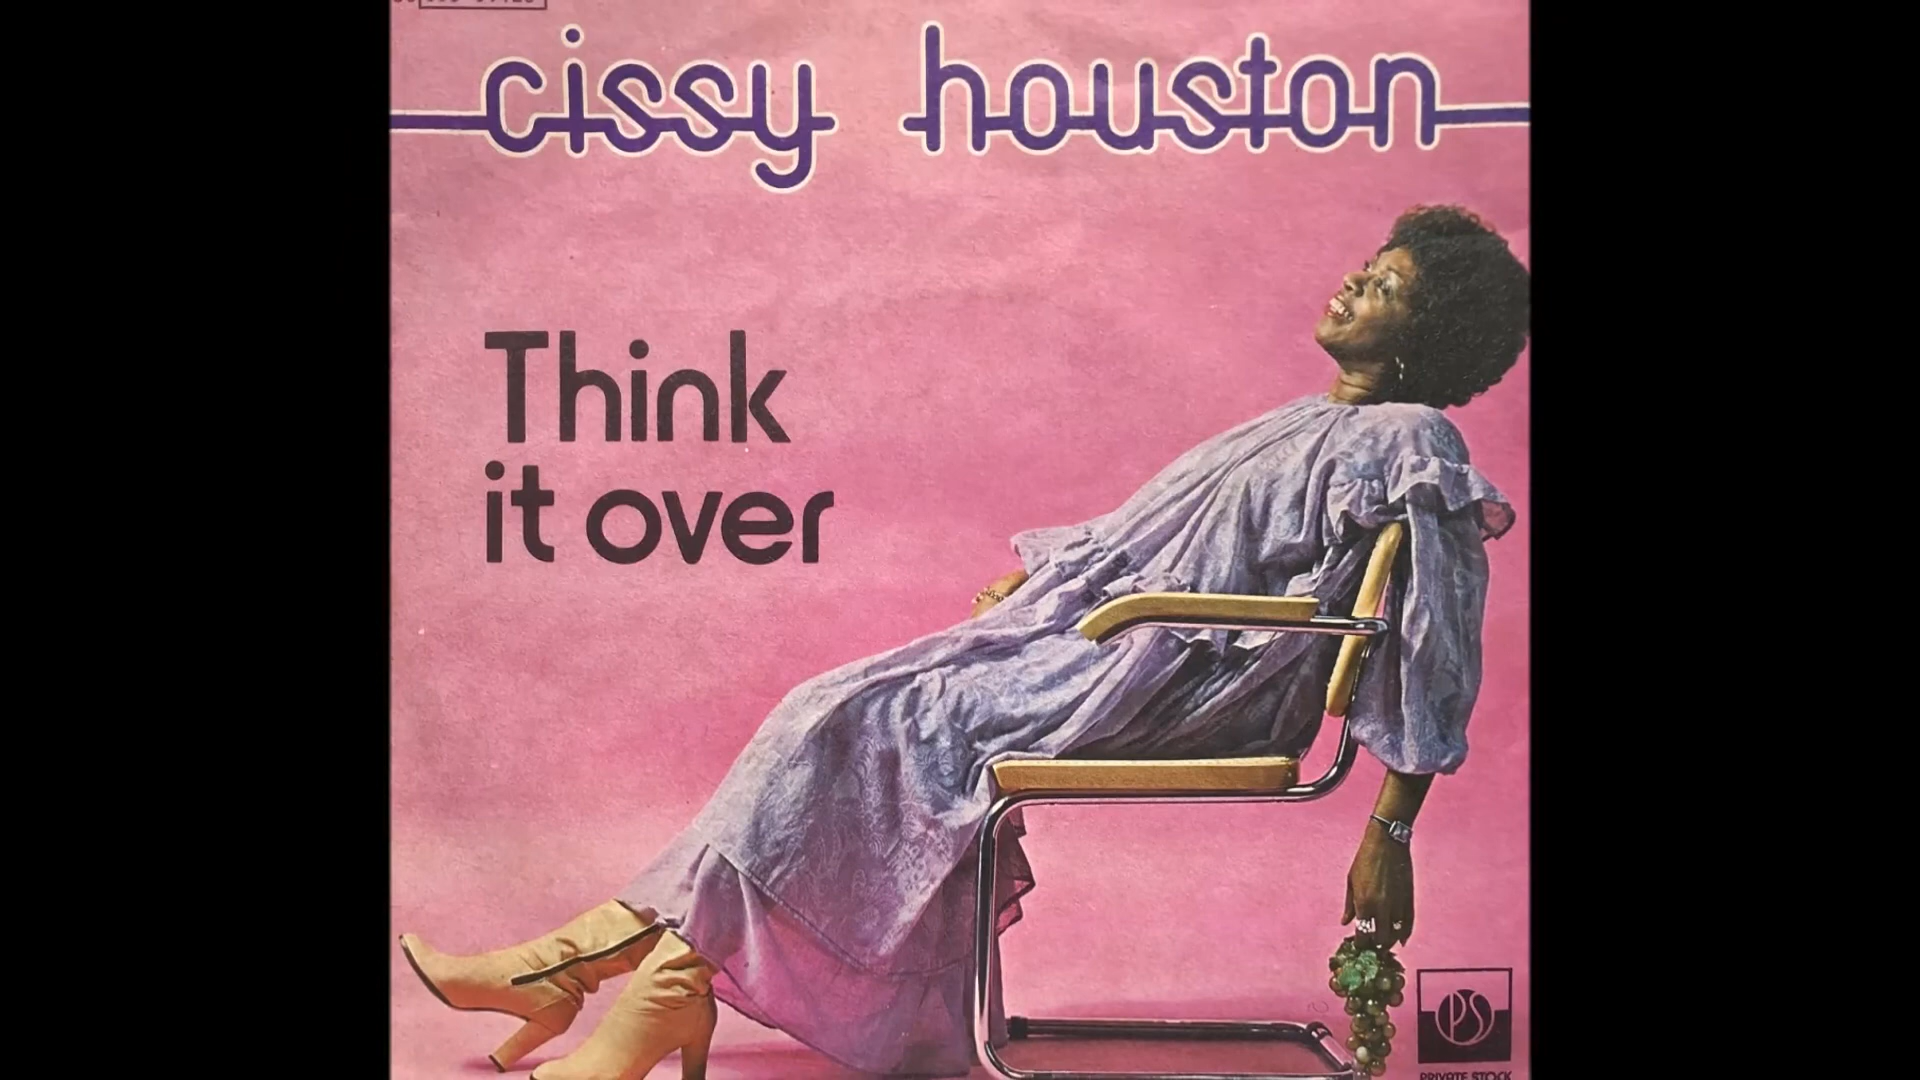 cissy houston
Think
it over
PS
PRIVATE STOCK